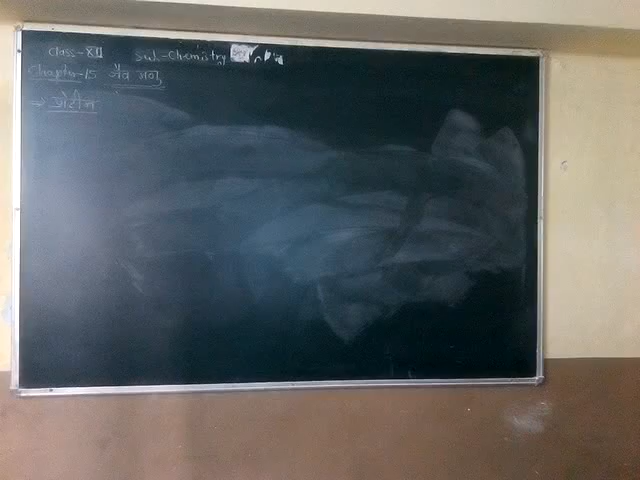 Class-XII Sub-Chemistry
Chapter-15 जैव अणु
→ प्रोटीन